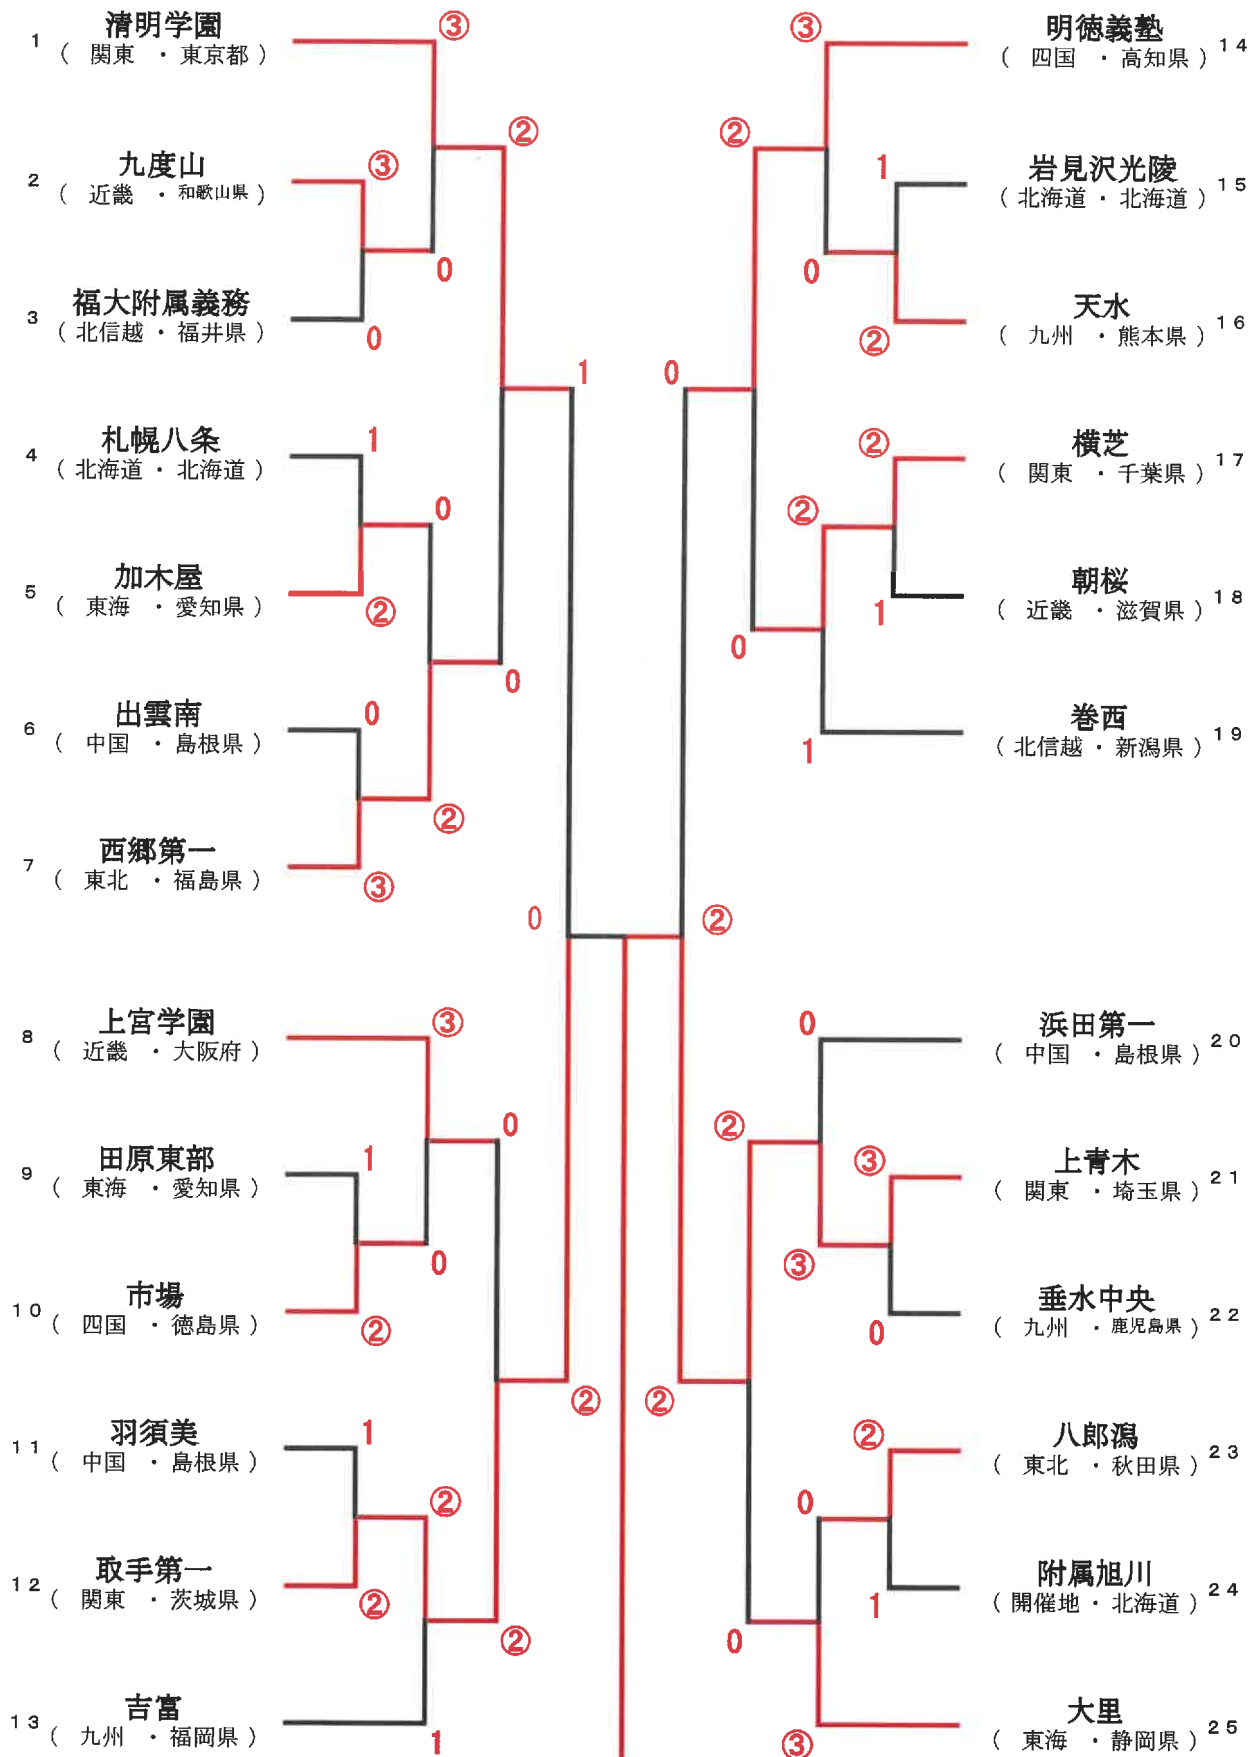 清明学園
1
( 関東 ・ 東京都 )
③
②
九度山
2
( 近畿 ・ 和歌山県 )
③
0
福大附属義務
3
( 北信越 ・ 福井県 )
0
1
札幌八条
4
( 北海道 ・ 北海道 )
1
0
加木屋
5
( 東海 ・ 愛知県 )
②
0
出雲南
6
( 中国 ・ 島根県 )
0
②
西郷第一
7
( 東北 ・ 福島県 )
③
0
上宮学園
8
( 近畿 ・ 大阪府 )
③
0
田原東部
9
( 東海 ・ 愛知県 )
1
0
市場
10
( 四国 ・ 徳島県 )
②
②
羽須美
11
( 中国 ・ 島根県 )
1
②
取手第一
12
( 関東 ・ 茨城県 )
②
②
吉富
13
( 九州 ・ 福岡県 )
1
③
明徳義塾
14
( 四国 ・ 高知県 )
②
1
岩見沢光陵
15
( 北海道 ・ 北海道 )
0
天水
16
( 九州 ・ 熊本県 )
②
0
②
横芝
17
( 関東 ・ 千葉県 )
②
朝桜
18
( 近畿 ・ 滋賀県 )
1
0
巻西
19
( 北信越 ・ 新潟県 )
1
②
0
浜田第一
20
( 中国 ・ 島根県 )
②
③
上青木
21
( 関東 ・ 埼玉県 )
③
垂水中央
22
( 九州 ・ 鹿児島県 )
0
②
②
八郎潟
23
( 東北 ・ 秋田県 )
0
附属旭川
24
( 開催地 ・ 北海道 )
1
0
大里
25
( 東海 ・ 静岡県 )
③